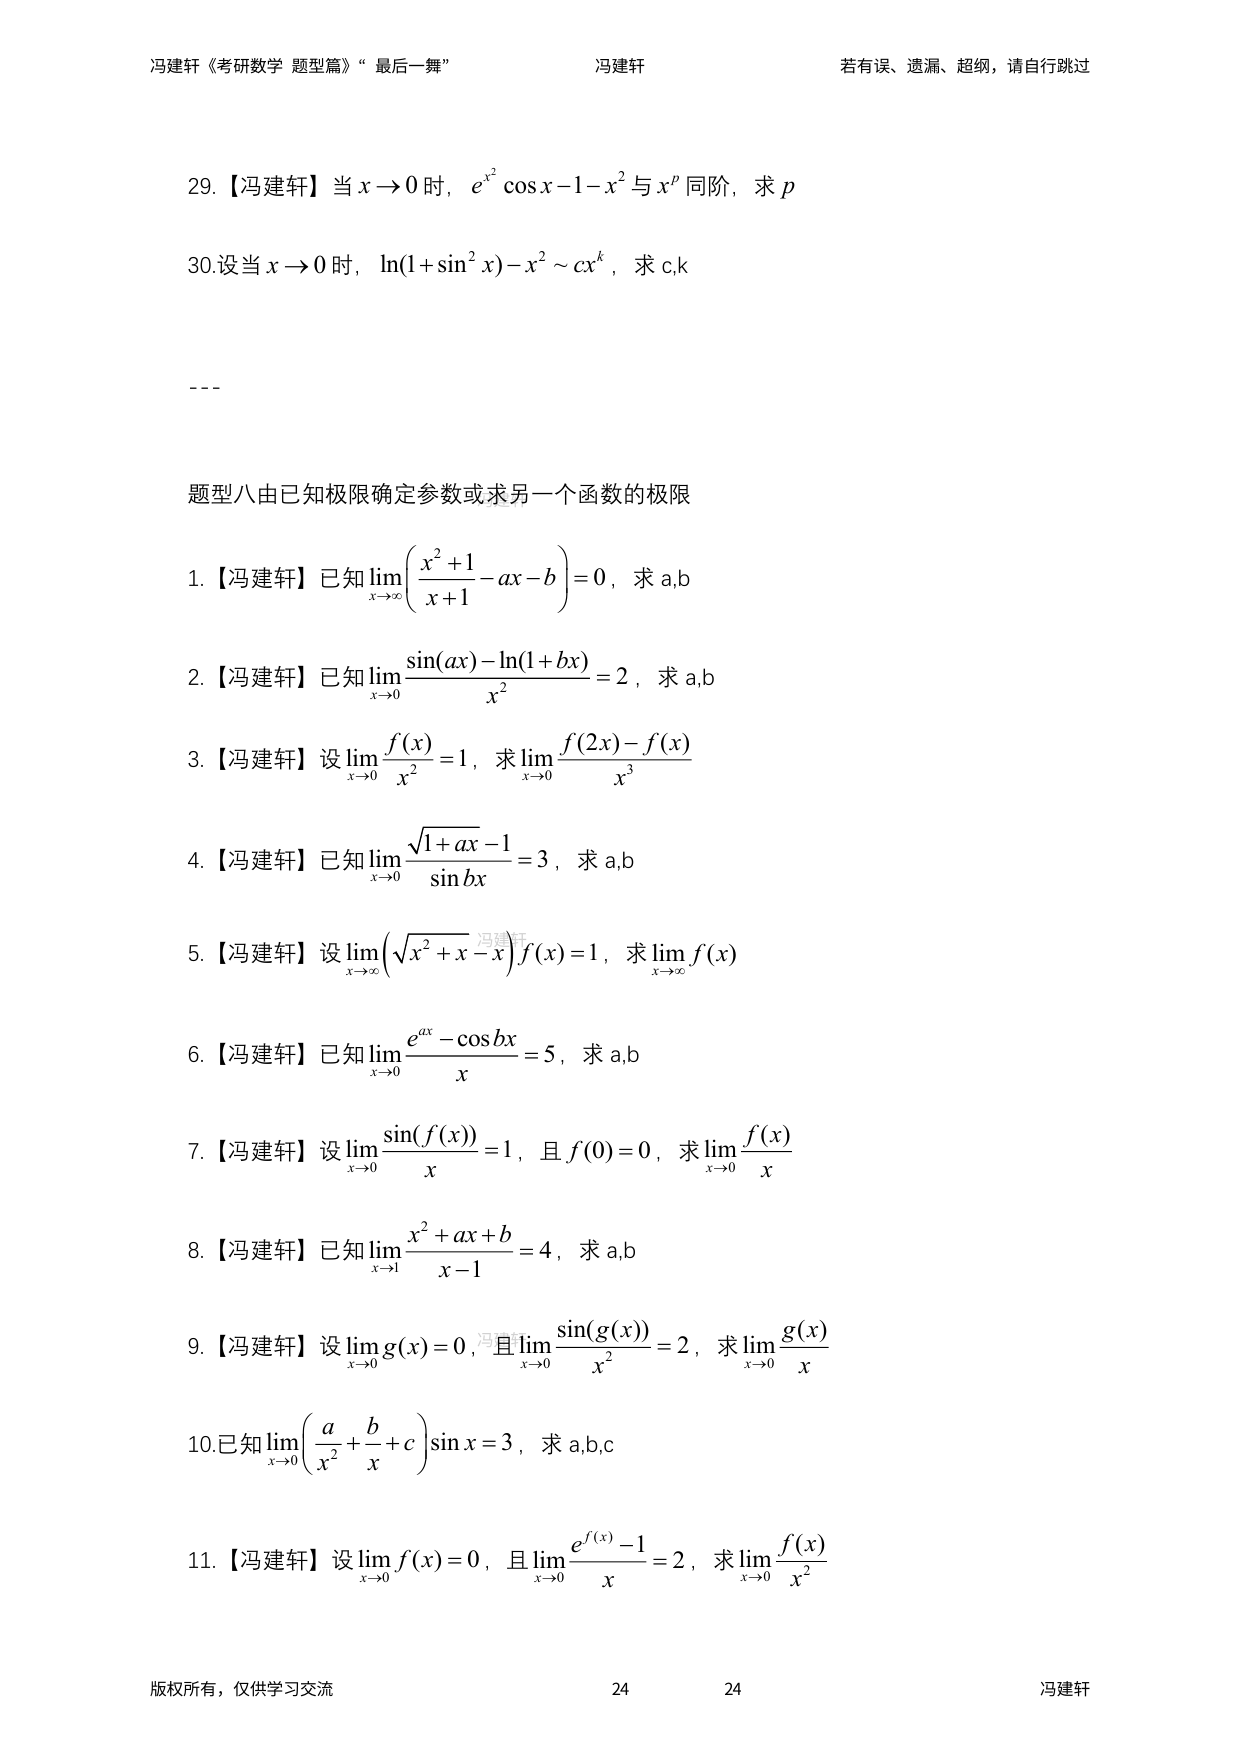 冯建轩《考研数学 题型篇》“ 最后一舞” 冯建轩 若有误、遗漏、超纲，请自行跳过
29.【冯建轩】当 x→0 时， e^{x^2} cos x −1− x^2 与 x^p 同阶，求 p
30.设当 x→0 时， ln(1+sin^2 x)−x^2 ~ cx^k ，求 c,k
---
题型八由已知极限确定参数或求另一个函数的极限
冯建轩
1.【冯建轩】已知 lim_{x→∞} ( (x^2+1)/(x+1) − ax − b ) = 0，求 a,b
2.【冯建轩】已知 lim_{x→0} (sin(ax)−ln(1+bx))/x^2 = 2 ，求 a,b
3.【冯建轩】设 lim_{x→0} f(x)/x^2 = 1，求 lim_{x→0} (f(2x)−f(x))/x^3
4.【冯建轩】已知 lim_{x→0} (√(1+ax) −1)/(sin bx) = 3 ，求 a,b
冯建轩
5.【冯建轩】设 lim_{x→∞} (√(x^2+x) − x) f(x) = 1，求 lim_{x→∞} f(x)
6.【冯建轩】已知 lim_{x→0} (e^{ax} − cos bx)/x = 5，求 a,b
7.【冯建轩】设 lim_{x→0} sin(f(x))/x = 1，且 f(0) = 0，求 lim_{x→0} f(x)/x
8.【冯建轩】已知 lim_{x→1} (x^2+ax+b)/(x−1) = 4，求 a,b
冯建轩
9.【冯建轩】设 lim_{x→0} g(x) = 0，且 lim_{x→0} sin(g(x))/x^2 = 2，求 lim_{x→0} g(x)/x
10.已知 lim_{x→0} ( a/x^2 + b/x + c ) sin x = 3 ，求 a,b,c
11.【冯建轩】设 lim_{x→0} f(x) = 0，且 lim_{x→0} (e^{f(x)} −1)/x = 2 ，求 lim_{x→0} f(x)/x^2
版权所有，仅供学习交流 24 24 冯建轩